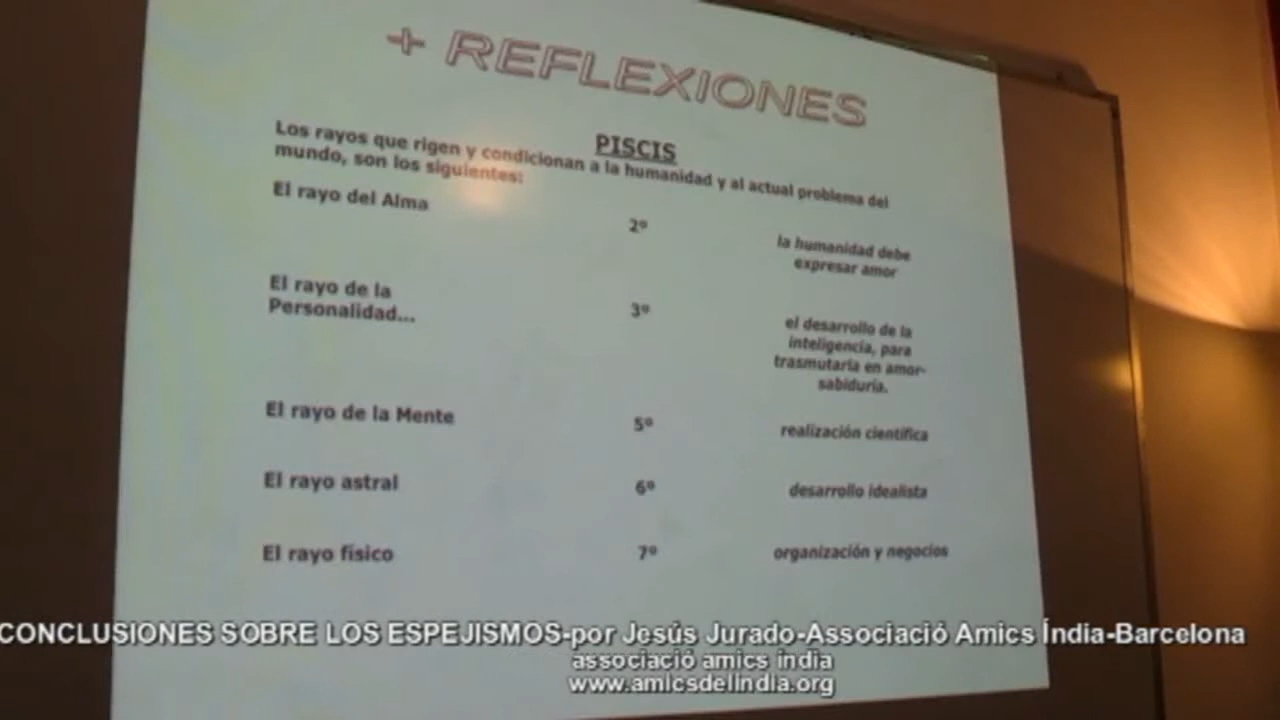 + REFLEXIONES
PISCIS
Los rayos que rigen y condicionan a la humanidad y al actual problema del
mundo, son los siguientes:
El rayo del Alma
2º
la humanidad debe
expresar amor
El rayo de la
Personalidad...
3º
el desarrollo de la
inteligencia, para
trasmutarla en amor-
sabiduría.
El rayo de la Mente
5º
realización científica
El rayo astral
6º
desarrollo idealista
El rayo físico
7º
organización y negocios
CONCLUSIONES SOBRE LOS ESPEJISMOS-por Jesús Jurado-Associació Amics Índia-Barcelona
associació amics índia
www.amicsdelindia.org